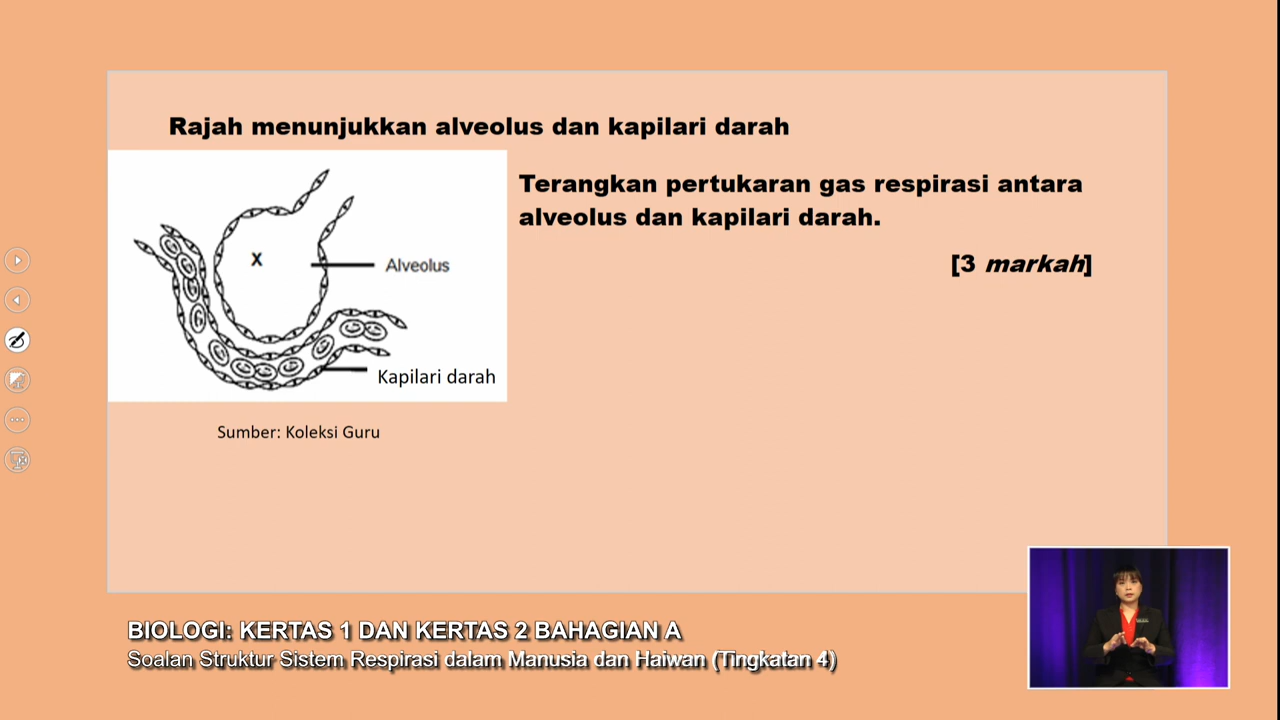 Rajah menunjukkan alveolus dan kapilari darah
Terangkan pertukaran gas respirasi antara
alveolus dan kapilari darah.
[3 markah]
X
Alveolus
Kapilari darah
Sumber: Koleksi Guru
BIOLOGI: KERTAS 1 DAN KERTAS 2 BAHAGIAN A
Soalan Struktur Sistem Respirasi dalam Manusia dan Haiwan (Tingkatan 4)